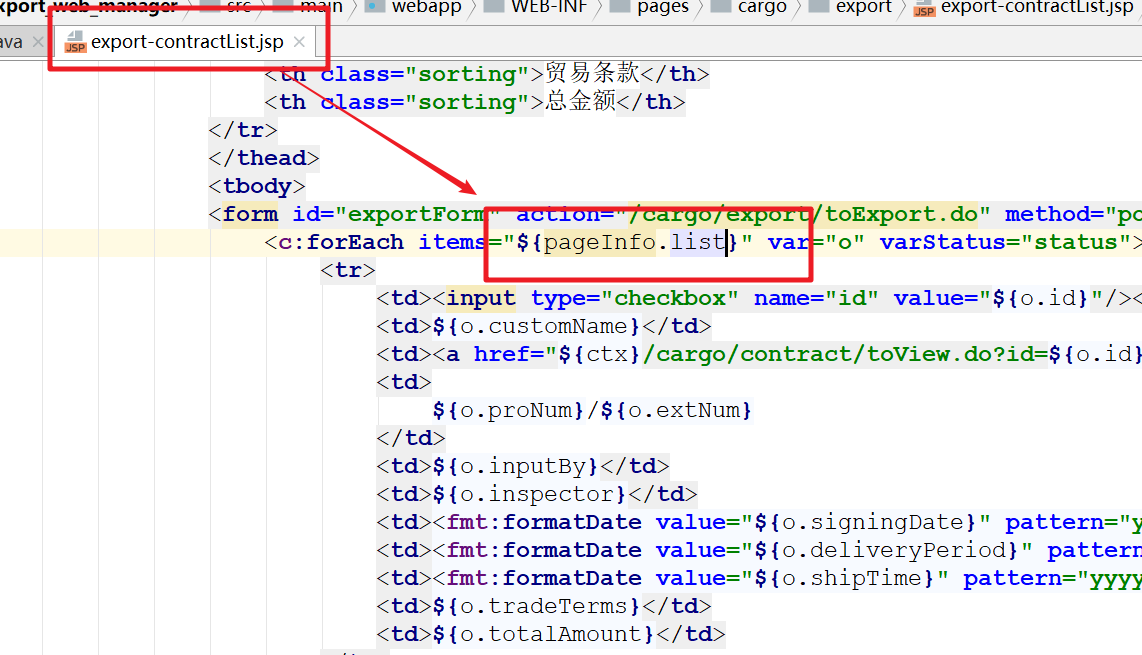 export_web_manager src main webapp WEB-INF pages cargo export export-contractList.jsp
ava export-contractList.jsp
<th class="sorting">贸易条款</th>
<th class="sorting">总金额</th>
</tr>
</thead>
<tbody>
<form id="exportForm" action="/cargo/export/toExport.do" method="po
<c:forEach items="${pageInfo.list}" var="o" varStatus="status">
<tr>
<td><input type="checkbox" name="id" value="${o.id}"/><
<td>${o.customName}</td>
<td><a href="${ctx}/cargo/contract/toView.do?id=${o.id}
<td>
${o.proNum}/${o.extNum}
</td>
<td>${o.inputBy}</td>
<td>${o.inspector}</td>
<td><fmt:formatDate value="${o.signingDate}" pattern="y
<td><fmt:formatDate value="${o.deliveryPeriod}" pattern
<td><fmt:formatDate value="${o.shipTime}" pattern="yyyy
<td>${o.tradeTerms}</td>
<td>${o.totalAmount}</td>